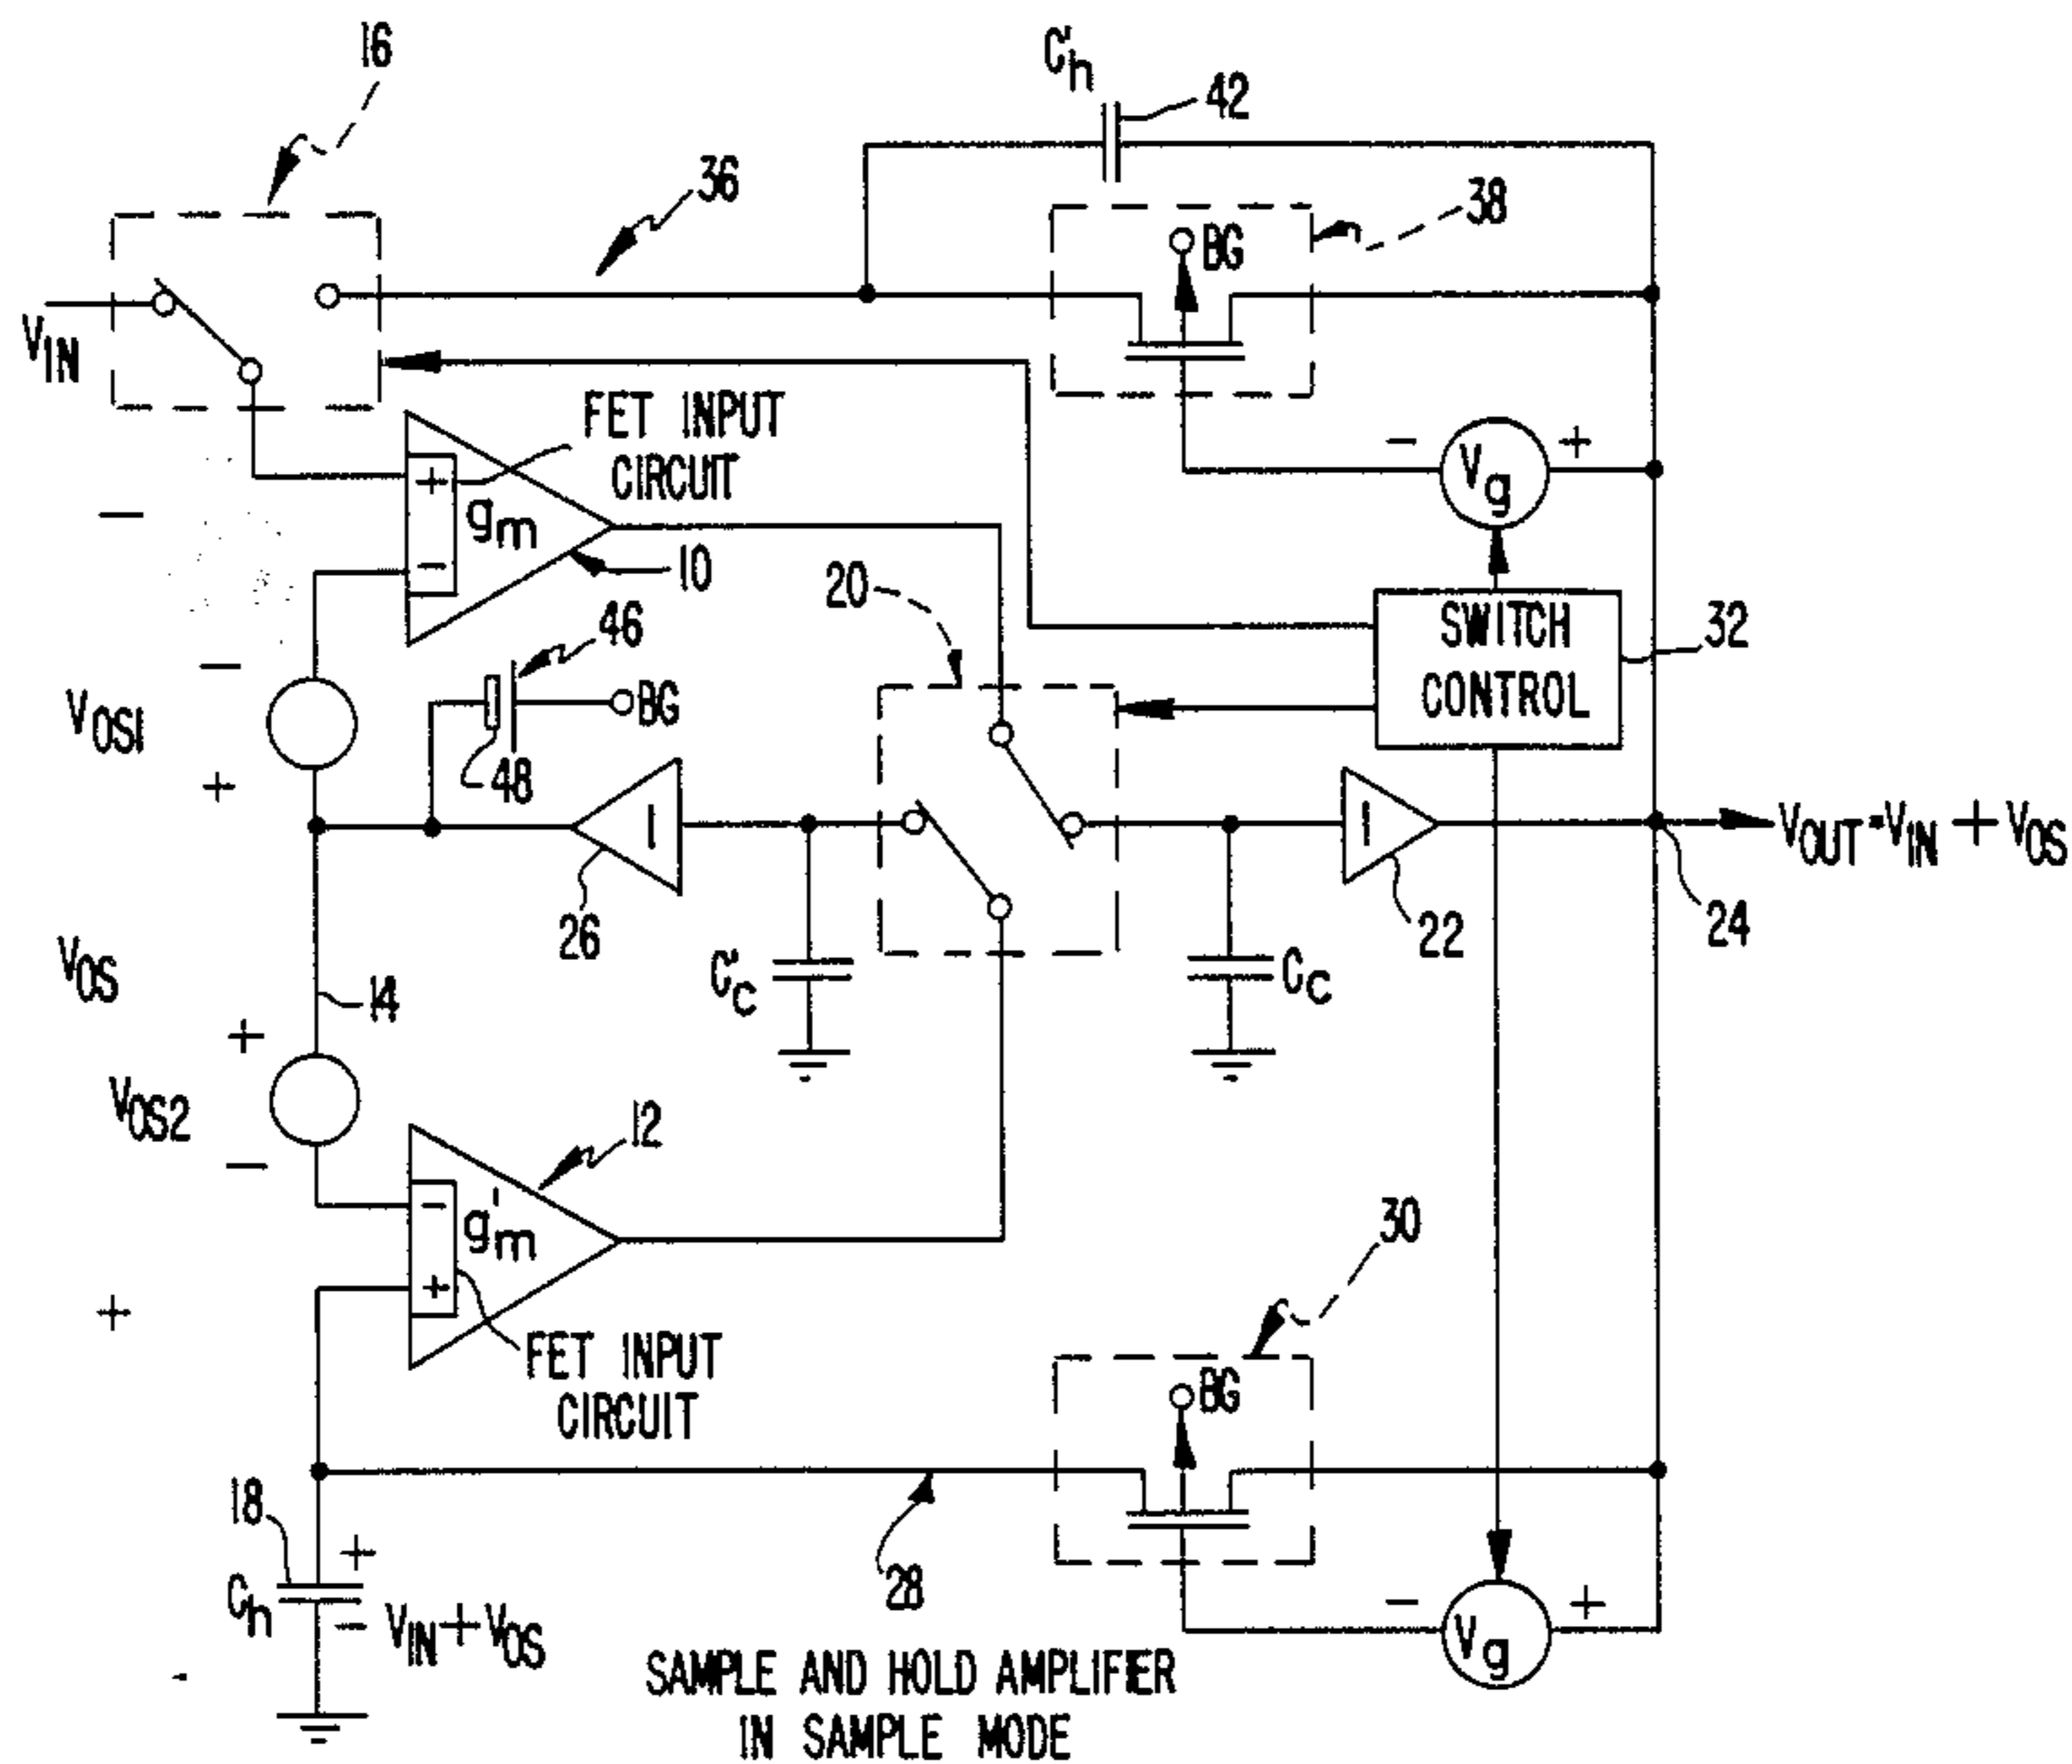 16
C'h
42
36
38
BG
VIN
FET INPUT
CIRCUIT
- Vg +
+
gm
-
10
-
20
SWITCH
CONTROL
32
46
-
VOS1
BG
48
+
1
1
VOUT=VIN + VOS
26
22
24
C'c
Cc
VOS
14
+
VOS2
12
-
-
g'm
+
30
+
FET INPUT
CIRCUIT
BG
18
+
28
Ch
- VIN+VOS
- Vg +
SAMPLE AND HOLD AMPLIFIER
IN SAMPLE MODE